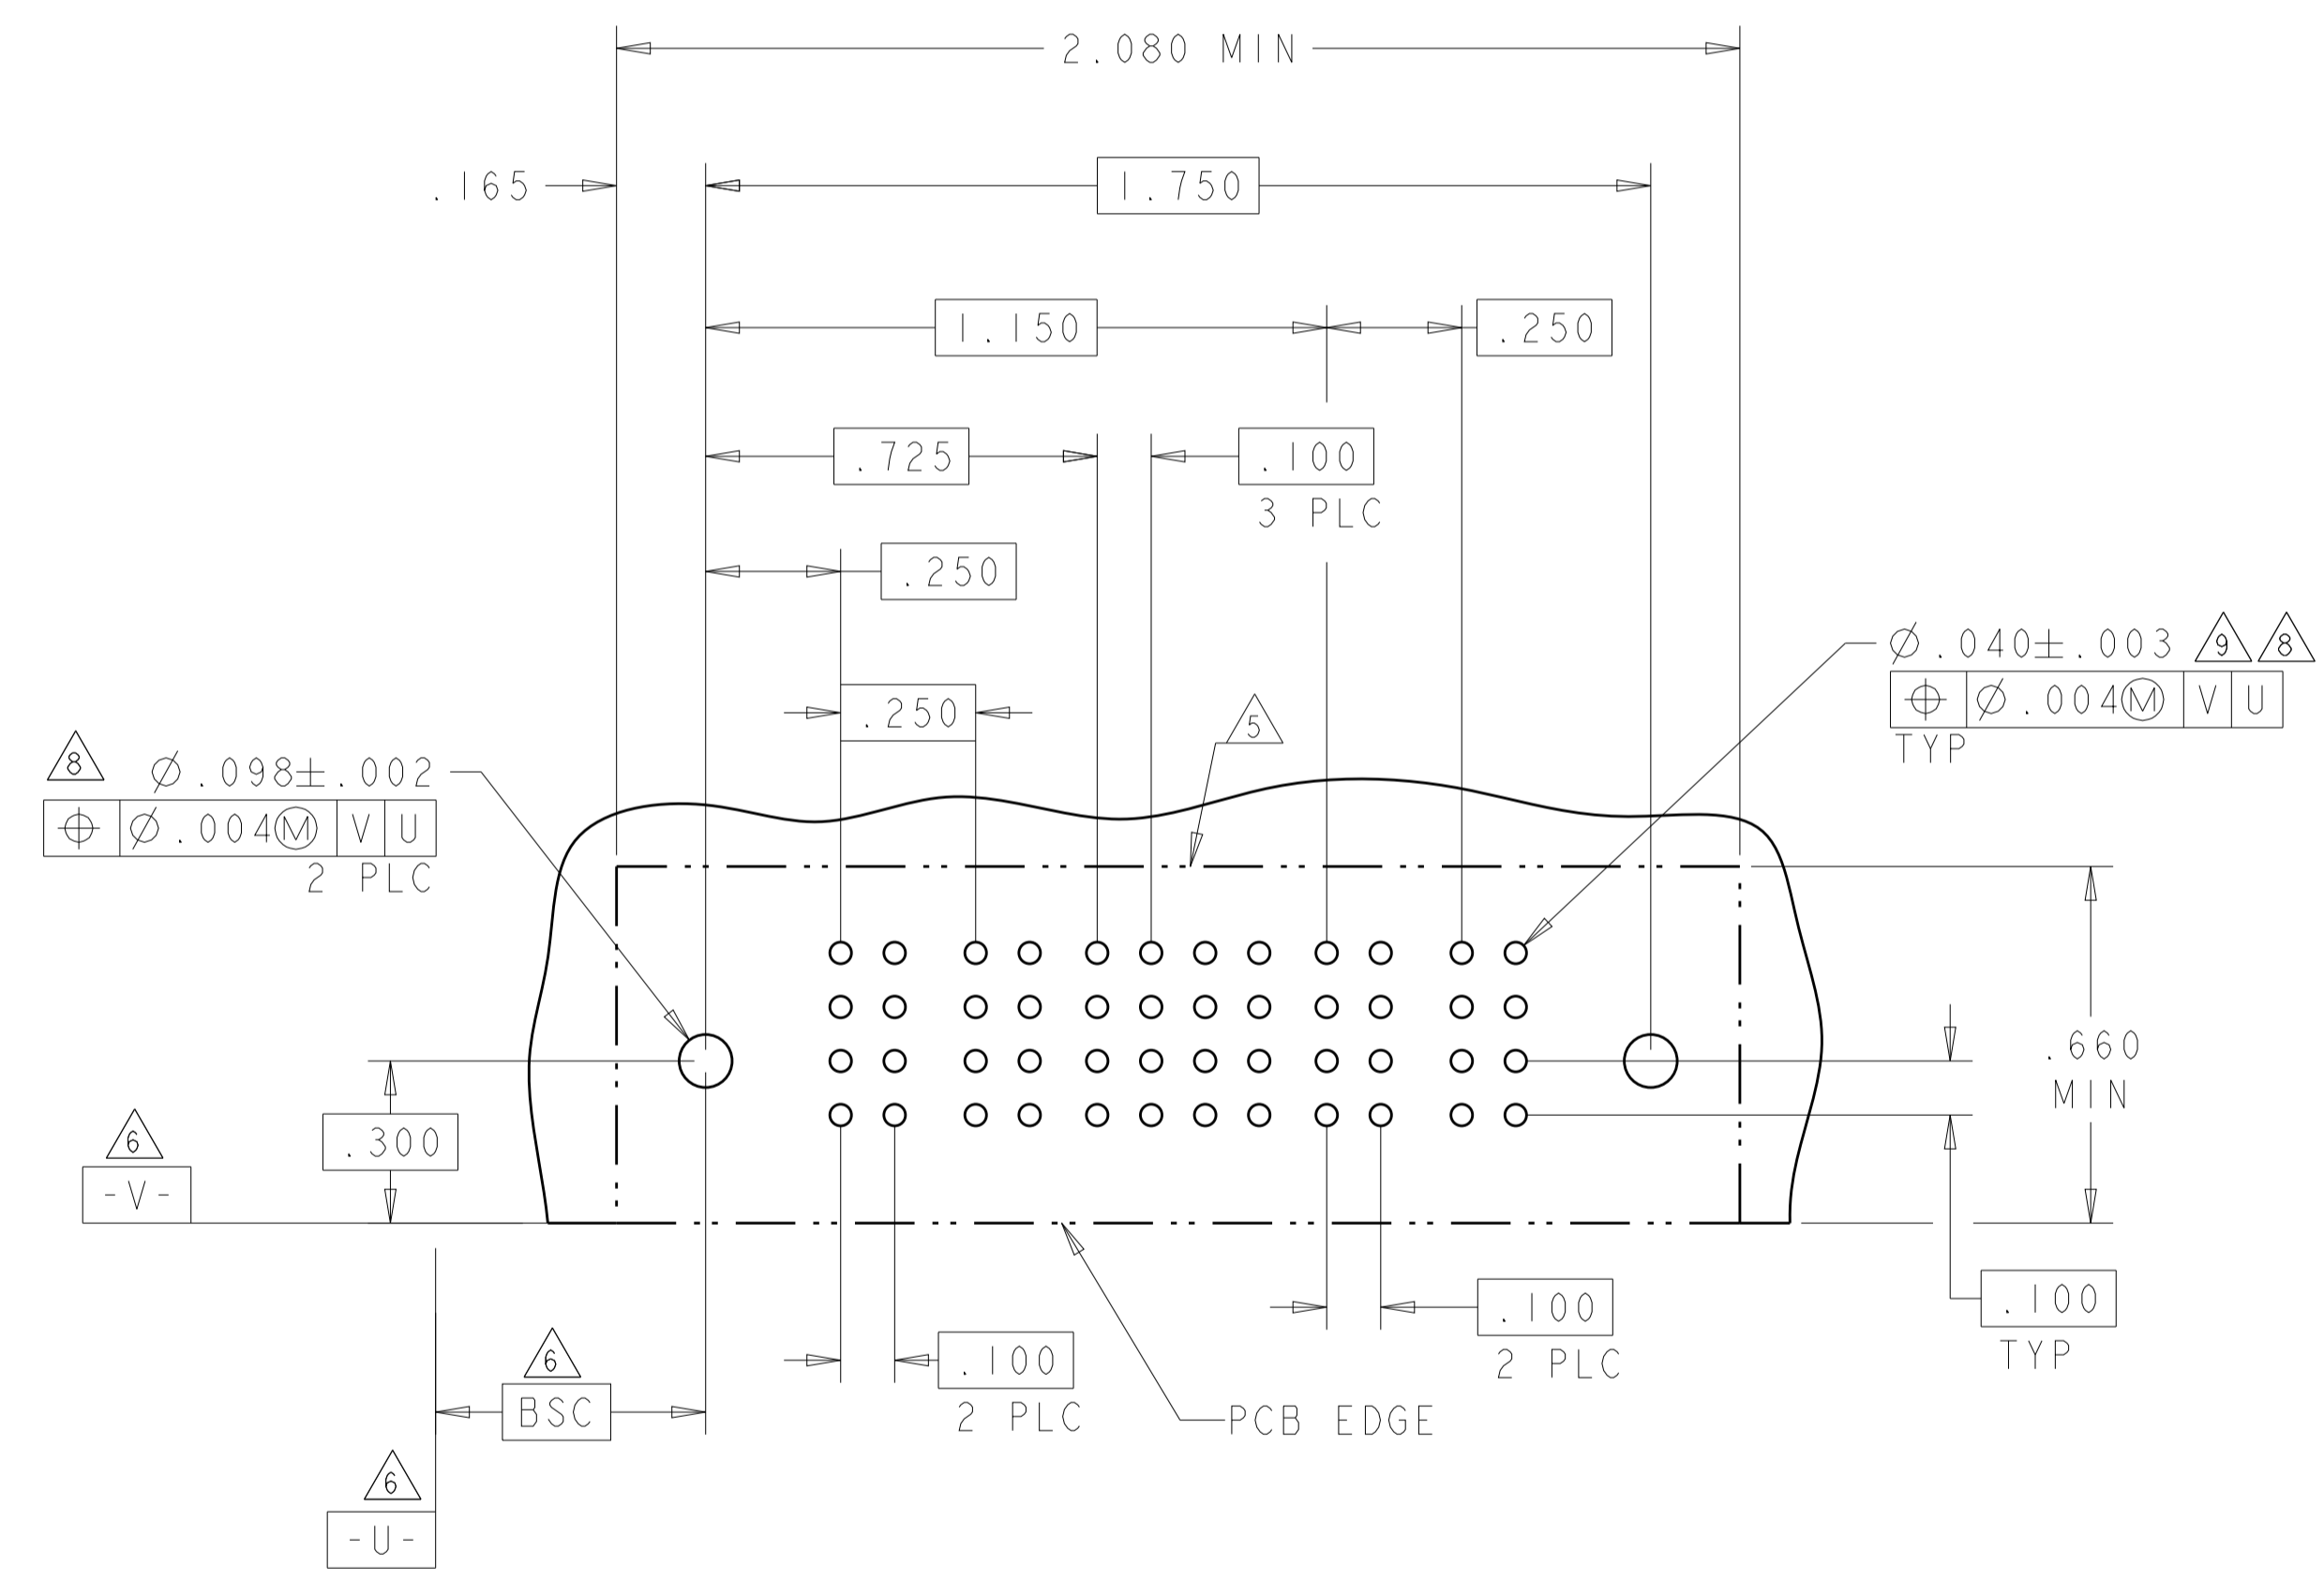 2.080 MIN
.165
1.750
1.150
.250
.725
.100
3 PLC
.250
.250
5
⌀.040±.003 9 8
⌖ ⌀.004Ⓜ V U
TYP
8 ⌀.098±.002
⌖ ⌀.004Ⓜ V U
2 PLC
.660
MIN
.300
6
-V-
.100
TYP
.100
2 PLC
.100
2 PLC
6
BSC
PCB EDGE
6
-U-